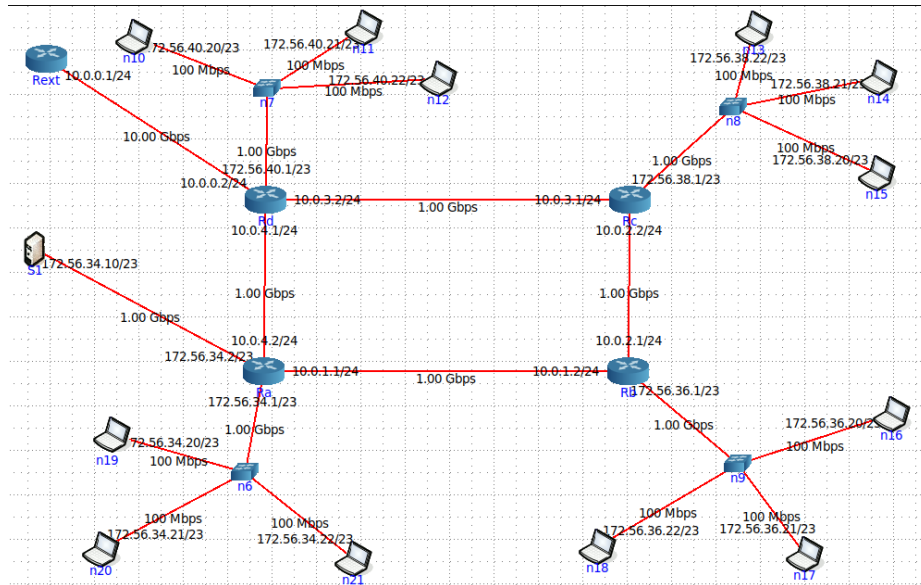 n10
172.56.40.20/23
100 Mbps
172.56.40.21/23
n11
100 Mbps
172.56.40.22/23
100 Mbps
n12
n7
Rext
10.0.0.1/24
10.00 Gbps
1.00 Gbps
172.56.40.1/23
10.0.0.2/24
Rd
10.0.3.2/24
1.00 Gbps
10.0.3.1/24
Rc
10.0.4.1/24
10.0.2.2/24
n13
172.56.38.22/23
100 Mbps
172.56.38.21/23
100 Mbps
n14
n8
100 Mbps
172.56.38.20/23
n15
1.00 Gbps
172.56.38.1/23
S1
172.56.34.10/23
1.00 Gbps
1.00 Gbps
1.00 Gbps
10.0.4.2/24
172.56.34.2/23
10.0.2.1/24
Ra
10.0.1.1/24
1.00 Gbps
10.0.1.2/24
Rb
172.56.34.1/23
172.56.36.1/23
1.00 Gbps
1.00 Gbps
172.56.34.20/23
n19
100 Mbps
n6
100 Mbps
172.56.34.21/23
n20
100 Mbps
172.56.34.22/23
n21
172.56.36.20/23
n16
100 Mbps
n9
100 Mbps
172.56.36.22/23
n18
100 Mbps
172.56.36.21/23
n17